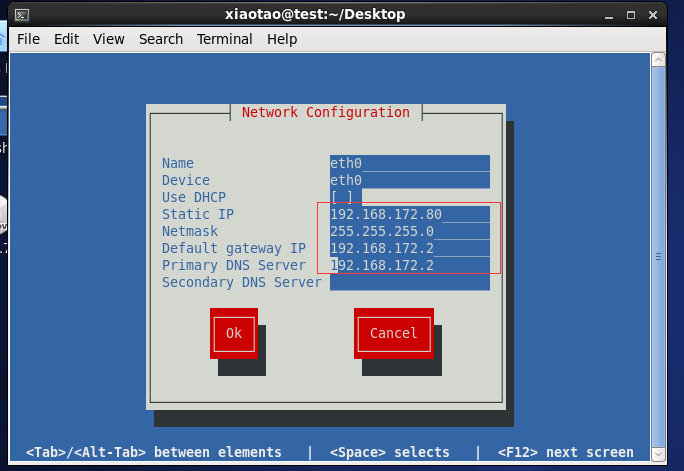 xiaotao@test:~/Desktop
File Edit View Search Terminal Help
Network Configuration
Name eth0
Device eth0
Use DHCP [ ]
Static IP 192.168.172.80
Netmask 255.255.255.0
Default gateway IP 192.168.172.2
Primary DNS Server 192.168.172.2
Secondary DNS Server
Ok Cancel
<Tab>/<Alt-Tab> between elements | <Space> selects | <F12> next screen